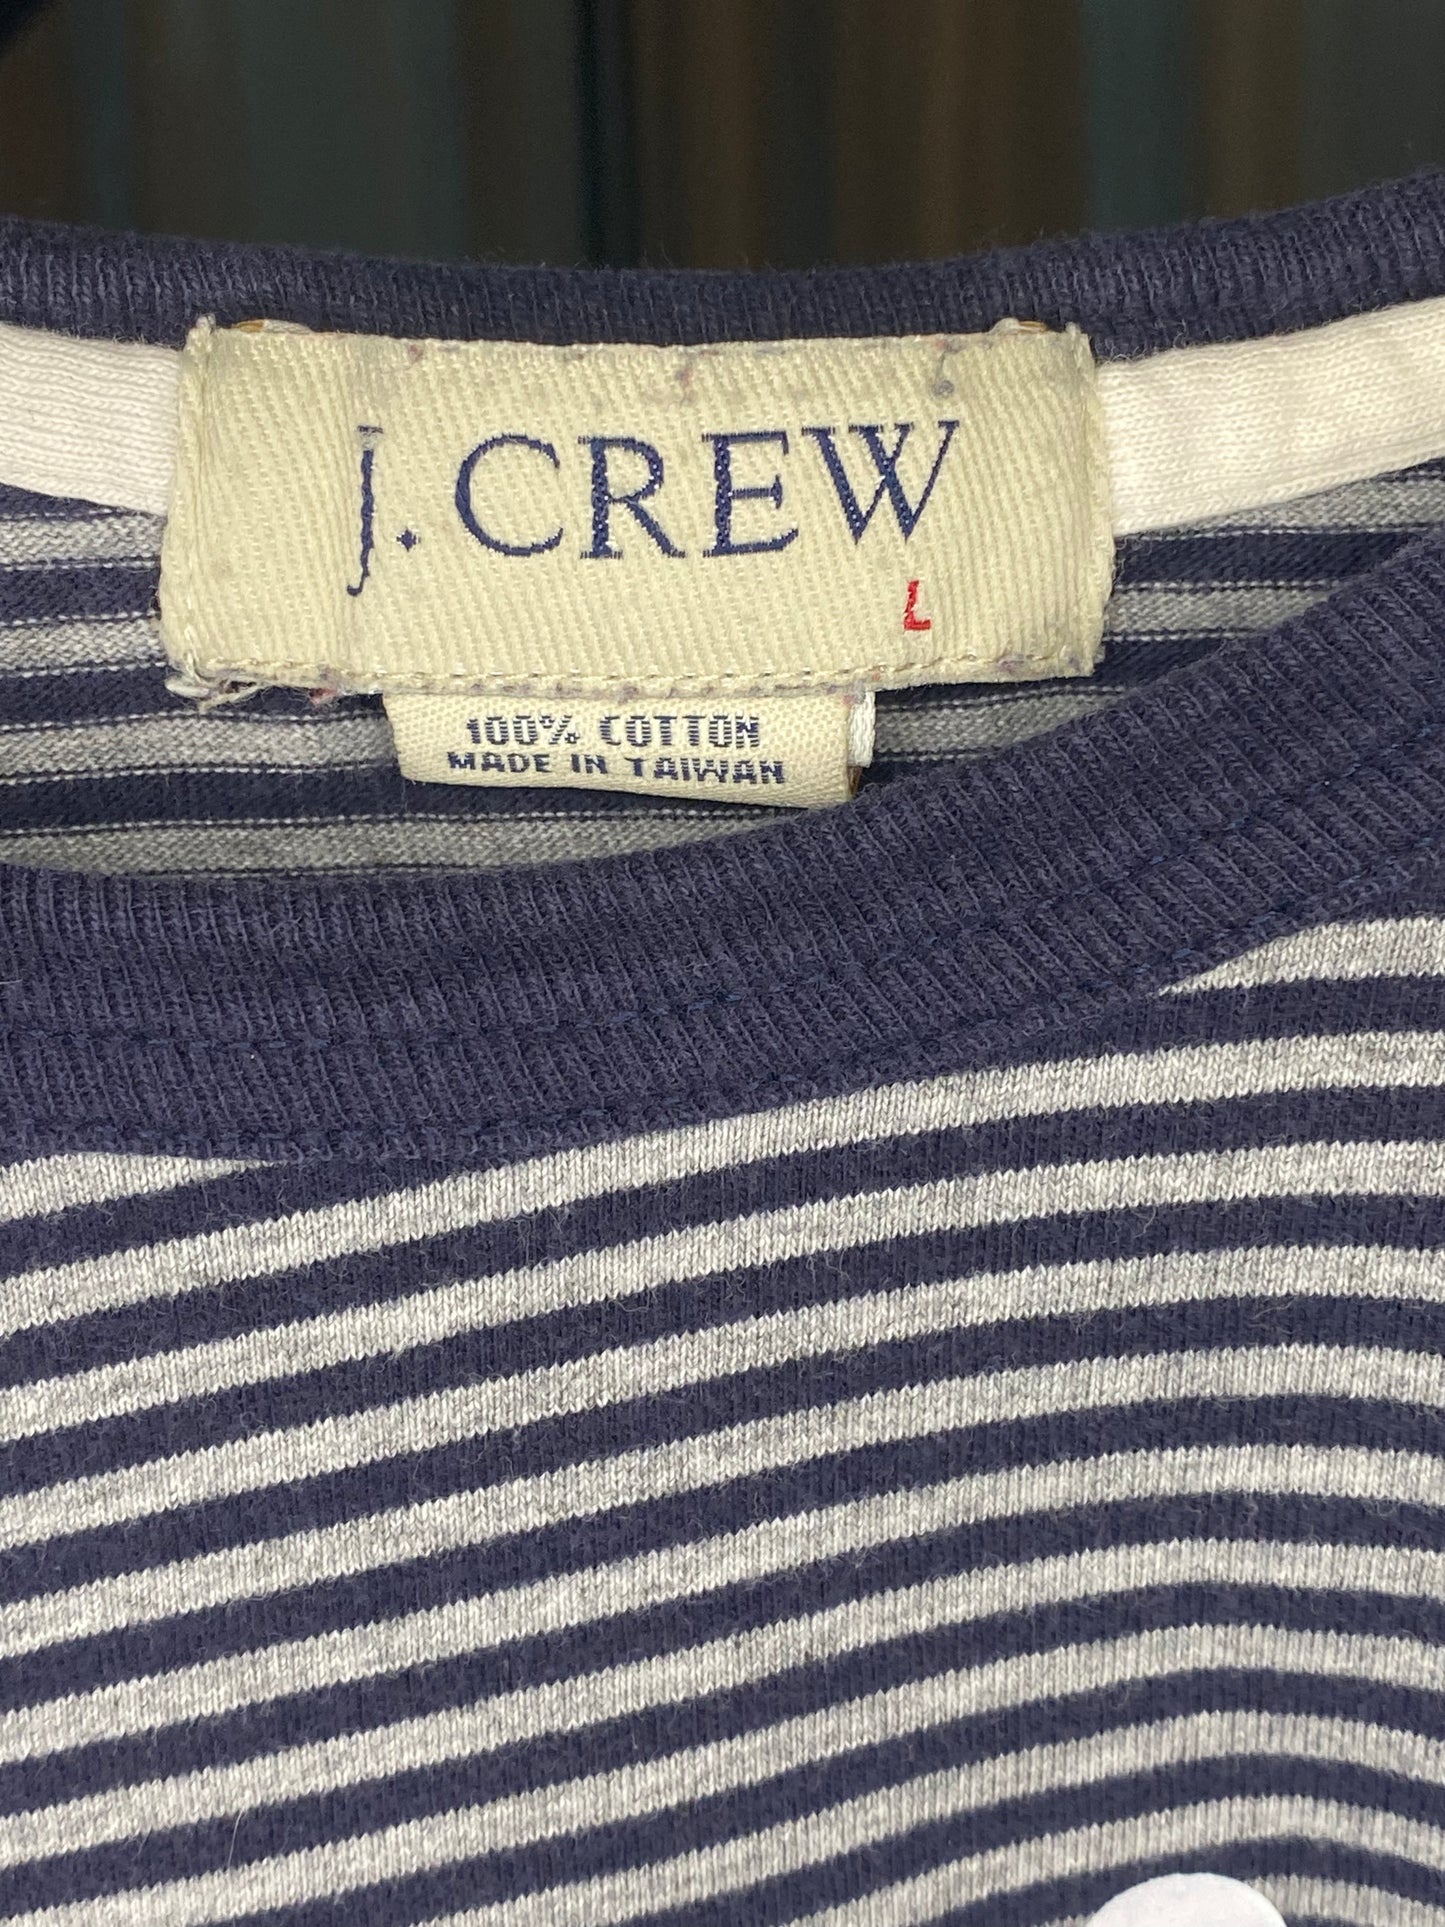 J. CREW
L
100% COTTON
MADE IN TAIWAN